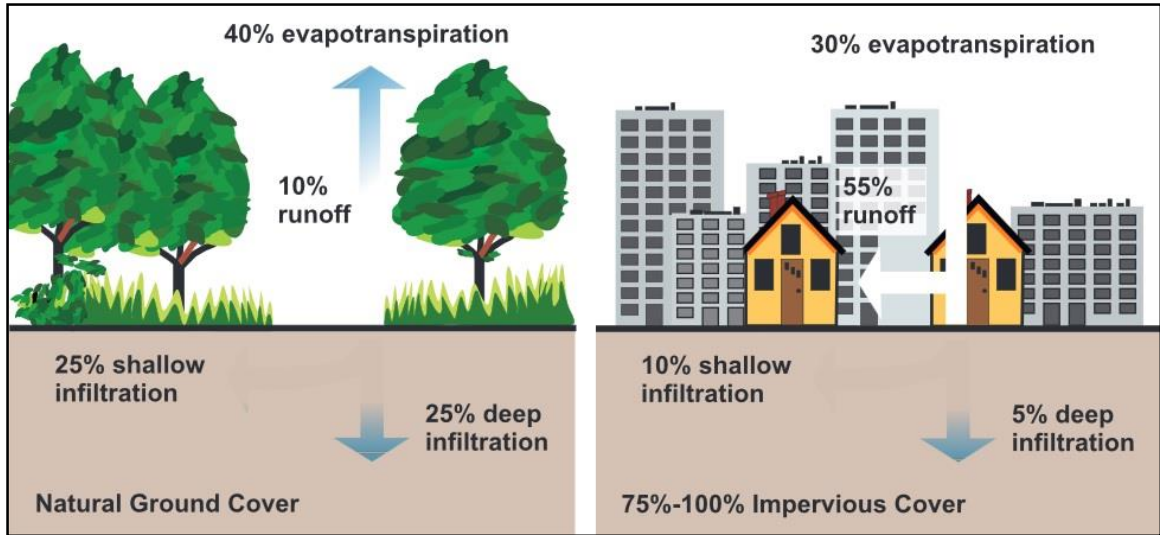 40% evapotranspiration
10%
runoff
25% shallow
infiltration
25% deep
infiltration
Natural Ground Cover
30% evapotranspiration
55%
runoff
10% shallow
infiltration
5% deep
infiltration
75%-100% Impervious Cover